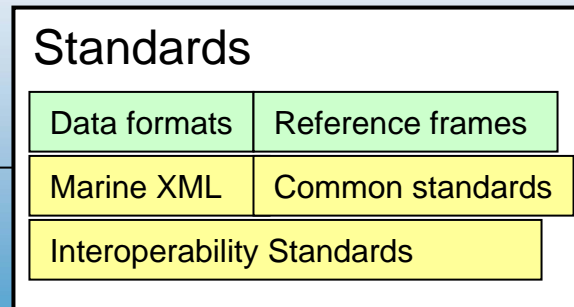 Standards
Data formats Reference frames
Marine XML Common standards
Interoperability Standards